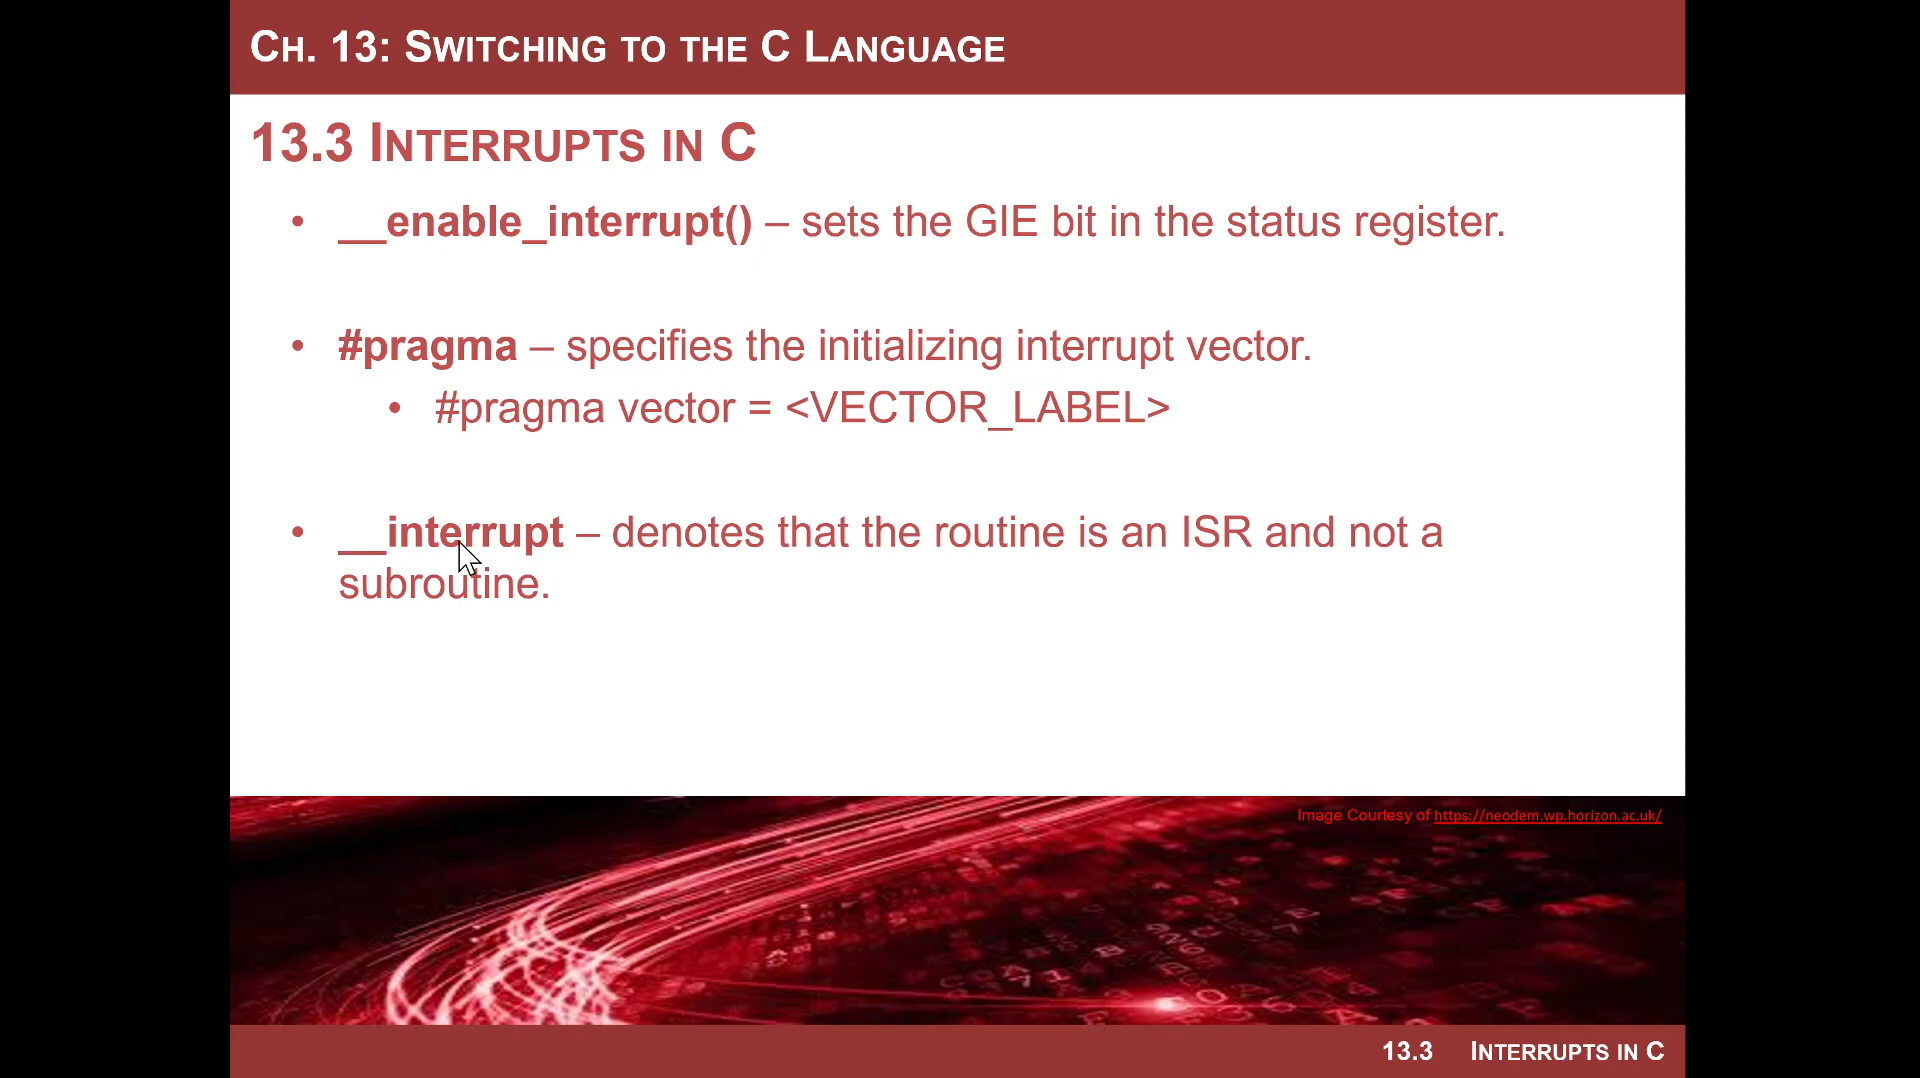 CH. 13: SWITCHING TO THE C LANGUAGE
13.3 INTERRUPTS IN C
• __enable_interrupt() – sets the GIE bit in the status register.
• #pragma – specifies the initializing interrupt vector.
• #pragma vector = <VECTOR_LABEL>
• __interrupt – denotes that the routine is an ISR and not a
subroutine.
Image Courtesy of https://neodem.wp.horizon.ac.uk/
13.3 INTERRUPTS IN C